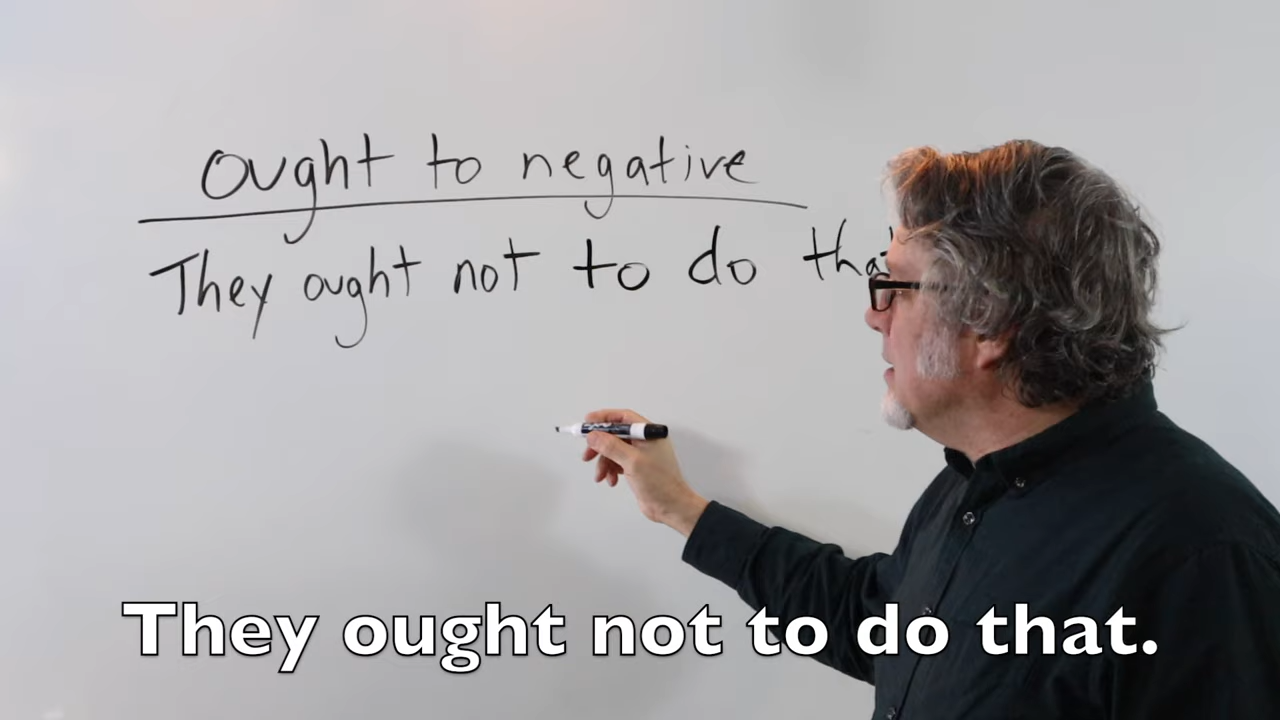 ought to negative
They ought not to do that
They ought not to do that.